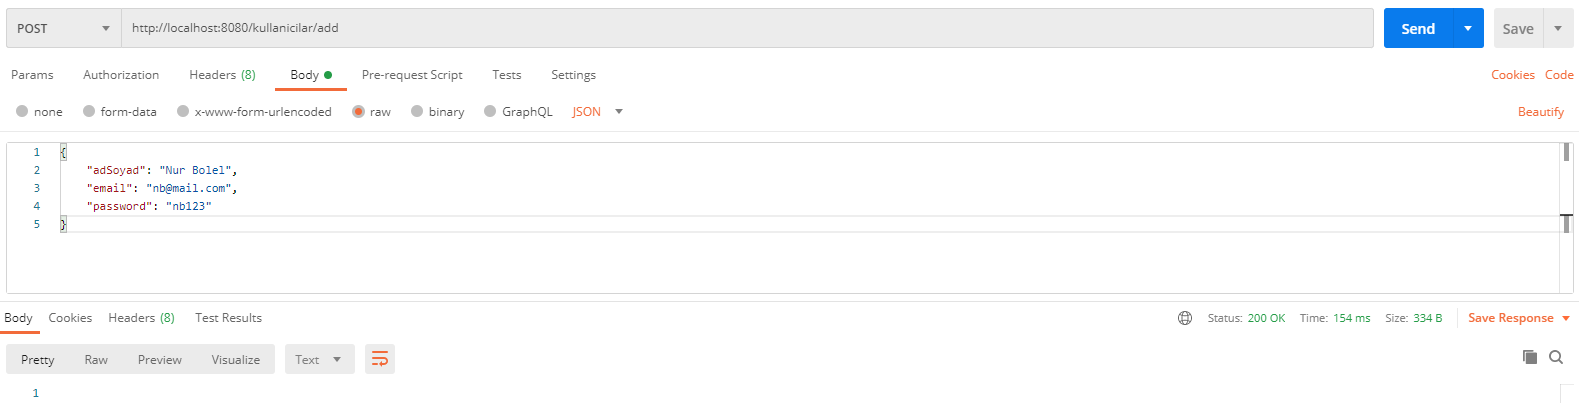 POST http://localhost:8080/kullanicilar/add Send Save
Params Authorization Headers (8) Body Pre-request Script Tests Settings Cookies Code
none form-data x-www-form-urlencoded raw binary GraphQL JSON Beautify
1 {
2 "adSoyad": "Nur Bolel",
3 "email": "nb@mail.com",
4 "password": "nb123"
5 }
Body Cookies Headers (8) Test Results Status: 200 OK Time: 154 ms Size: 334 B Save Response
Pretty Raw Preview Visualize Text
1